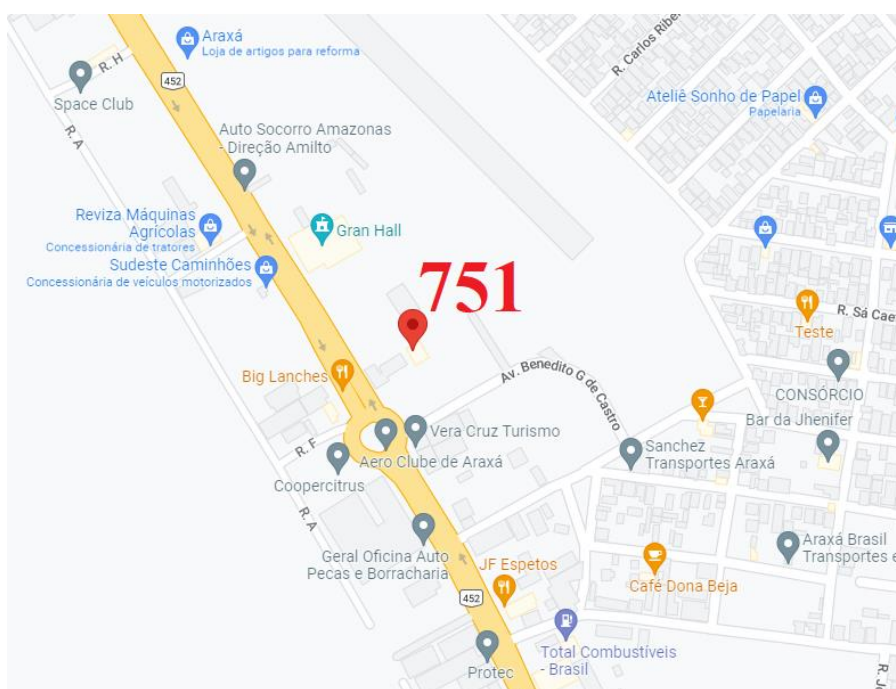 Araxá
Loja de artigos para reforma
R. H
452
Space Club
R. A
R. Carlos Ribe
Ateliê Sonho de Papel
Papelaria
Auto Socorro Amazonas
- Direção Amilto
Reviza Máquinas
Agrícolas
Concessionária de tratores
Gran Hall
Sudeste Caminhões
Concessionária de veículos motorizados
751
R. Sá Cae
Teste
Big Lanches
Av. Benedito G de Castro
CONSÓRCIO
Bar da Jhenifer
R. F
Vera Cruz Turismo
Aero Clube de Araxá
Sanchez
Transportes Araxá
Coopercitrus
R. A
Geral Oficina Auto
Pecas e Borracharia
JF Espetos
Araxá Brasil
Transportes e
Café Dona Beja
452
Total Combustíveis
- Brasil
Protec
R. J